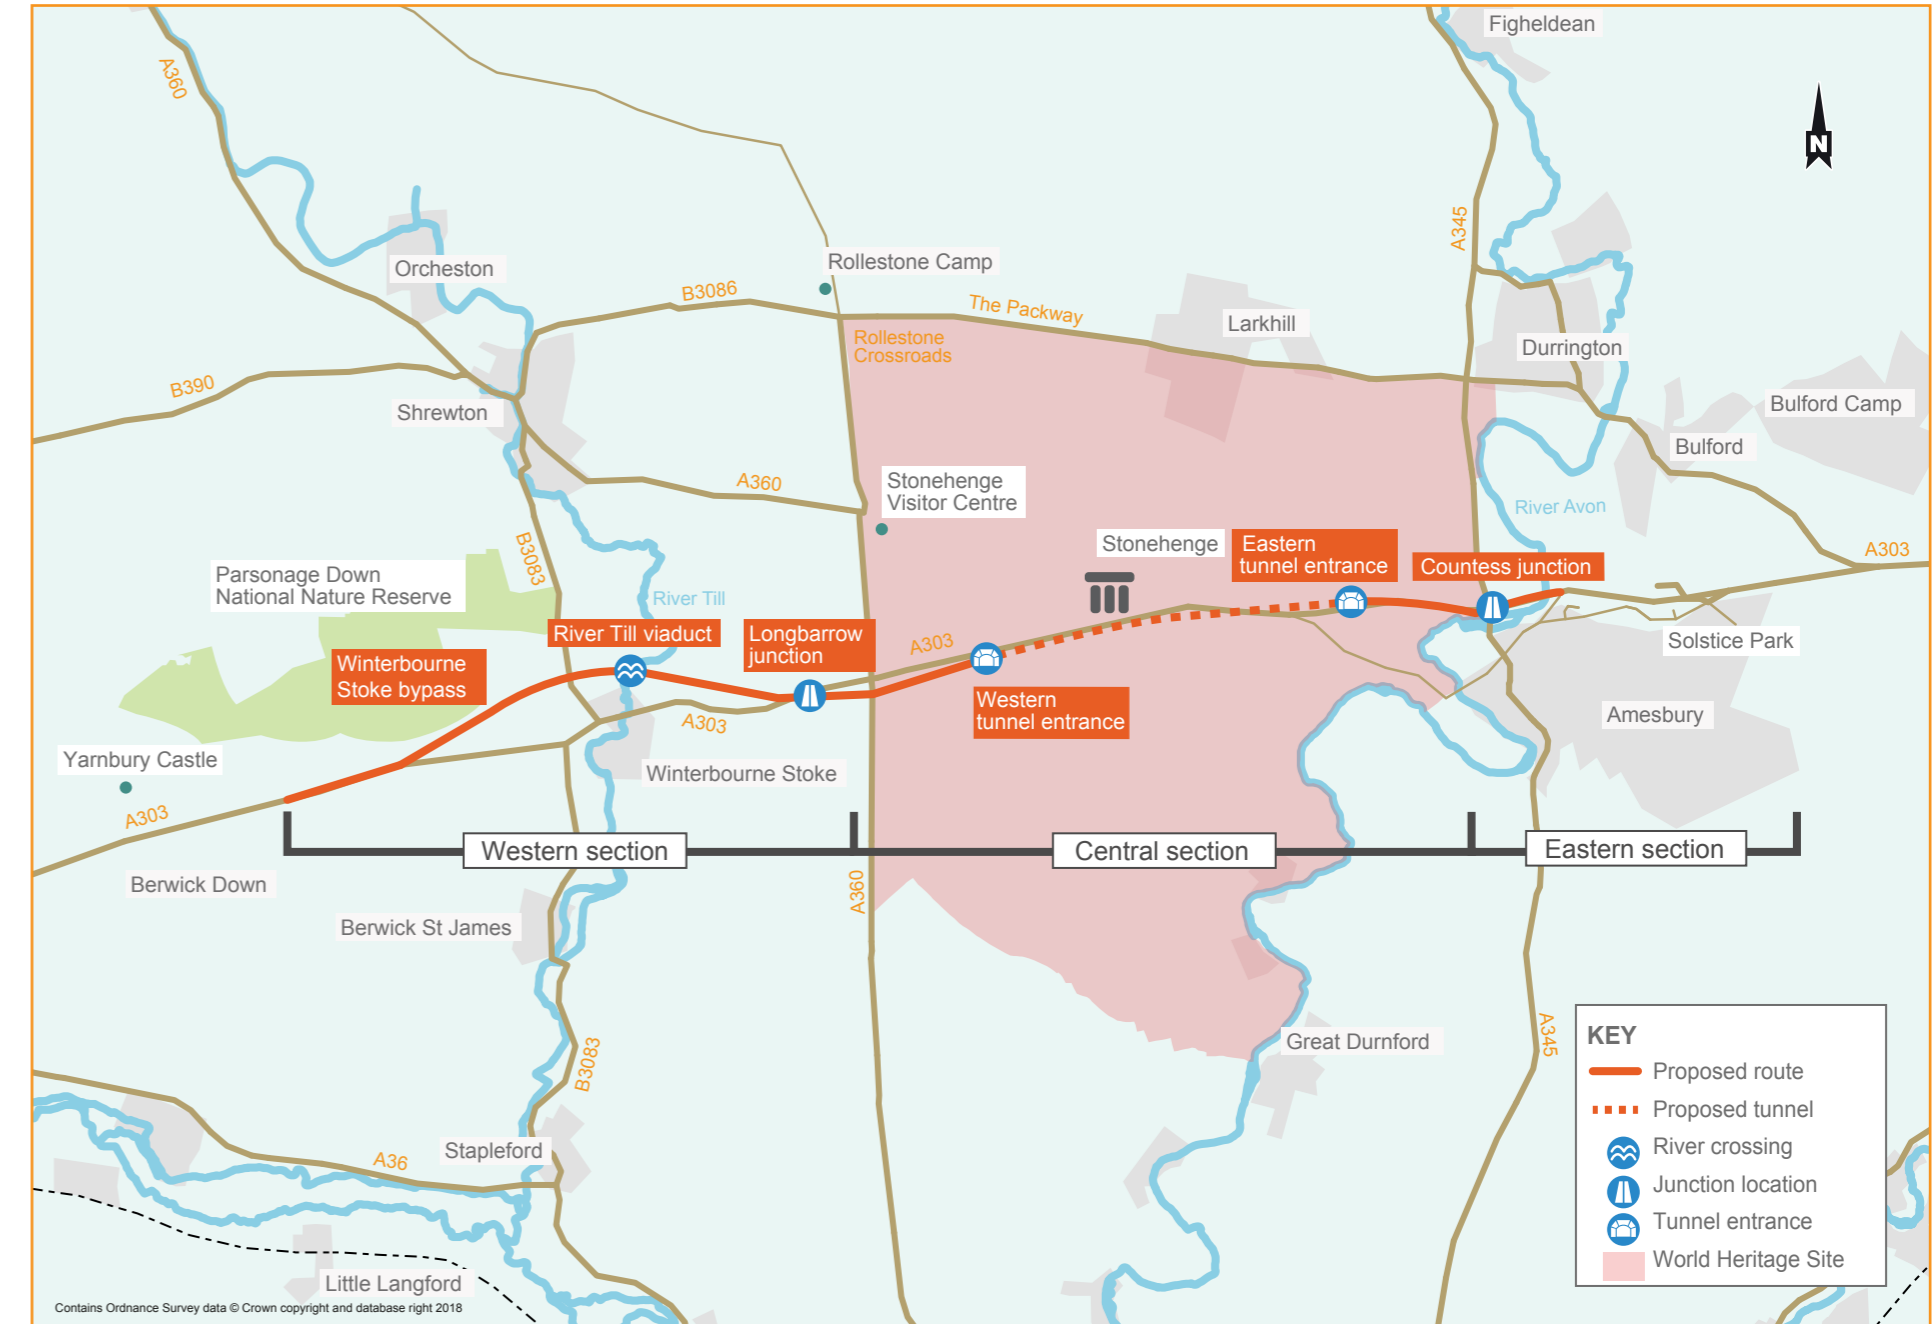 Figheldean
A360
N
A345
Orcheston
Rollestone Camp
B3086
The Packway
Larkhill
Rollestone
Crossroads
Durrington
B390
Shrewton
Bulford Camp
Bulford
A360
Stonehenge
Visitor Centre
River Avon
B3083
Stonehenge
Eastern
tunnel entrance
Countess junction
A303
Parsonage Down
National Nature Reserve
River Till
River Till viaduct
Longbarrow
junction
A303
Solstice Park
Winterbourne
Stoke bypass
Western
tunnel entrance
A303
Amesbury
Yarnbury Castle
Winterbourne Stoke
A303
Western section
Central section
Eastern section
Berwick Down
A360
Berwick St James
Great Durnford
A345
B3083
Stapleford
A36
Little Langford
KEY
Proposed route
Proposed tunnel
River crossing
Junction location
Tunnel entrance
World Heritage Site
Contains Ordnance Survey data © Crown copyright and database right 2018